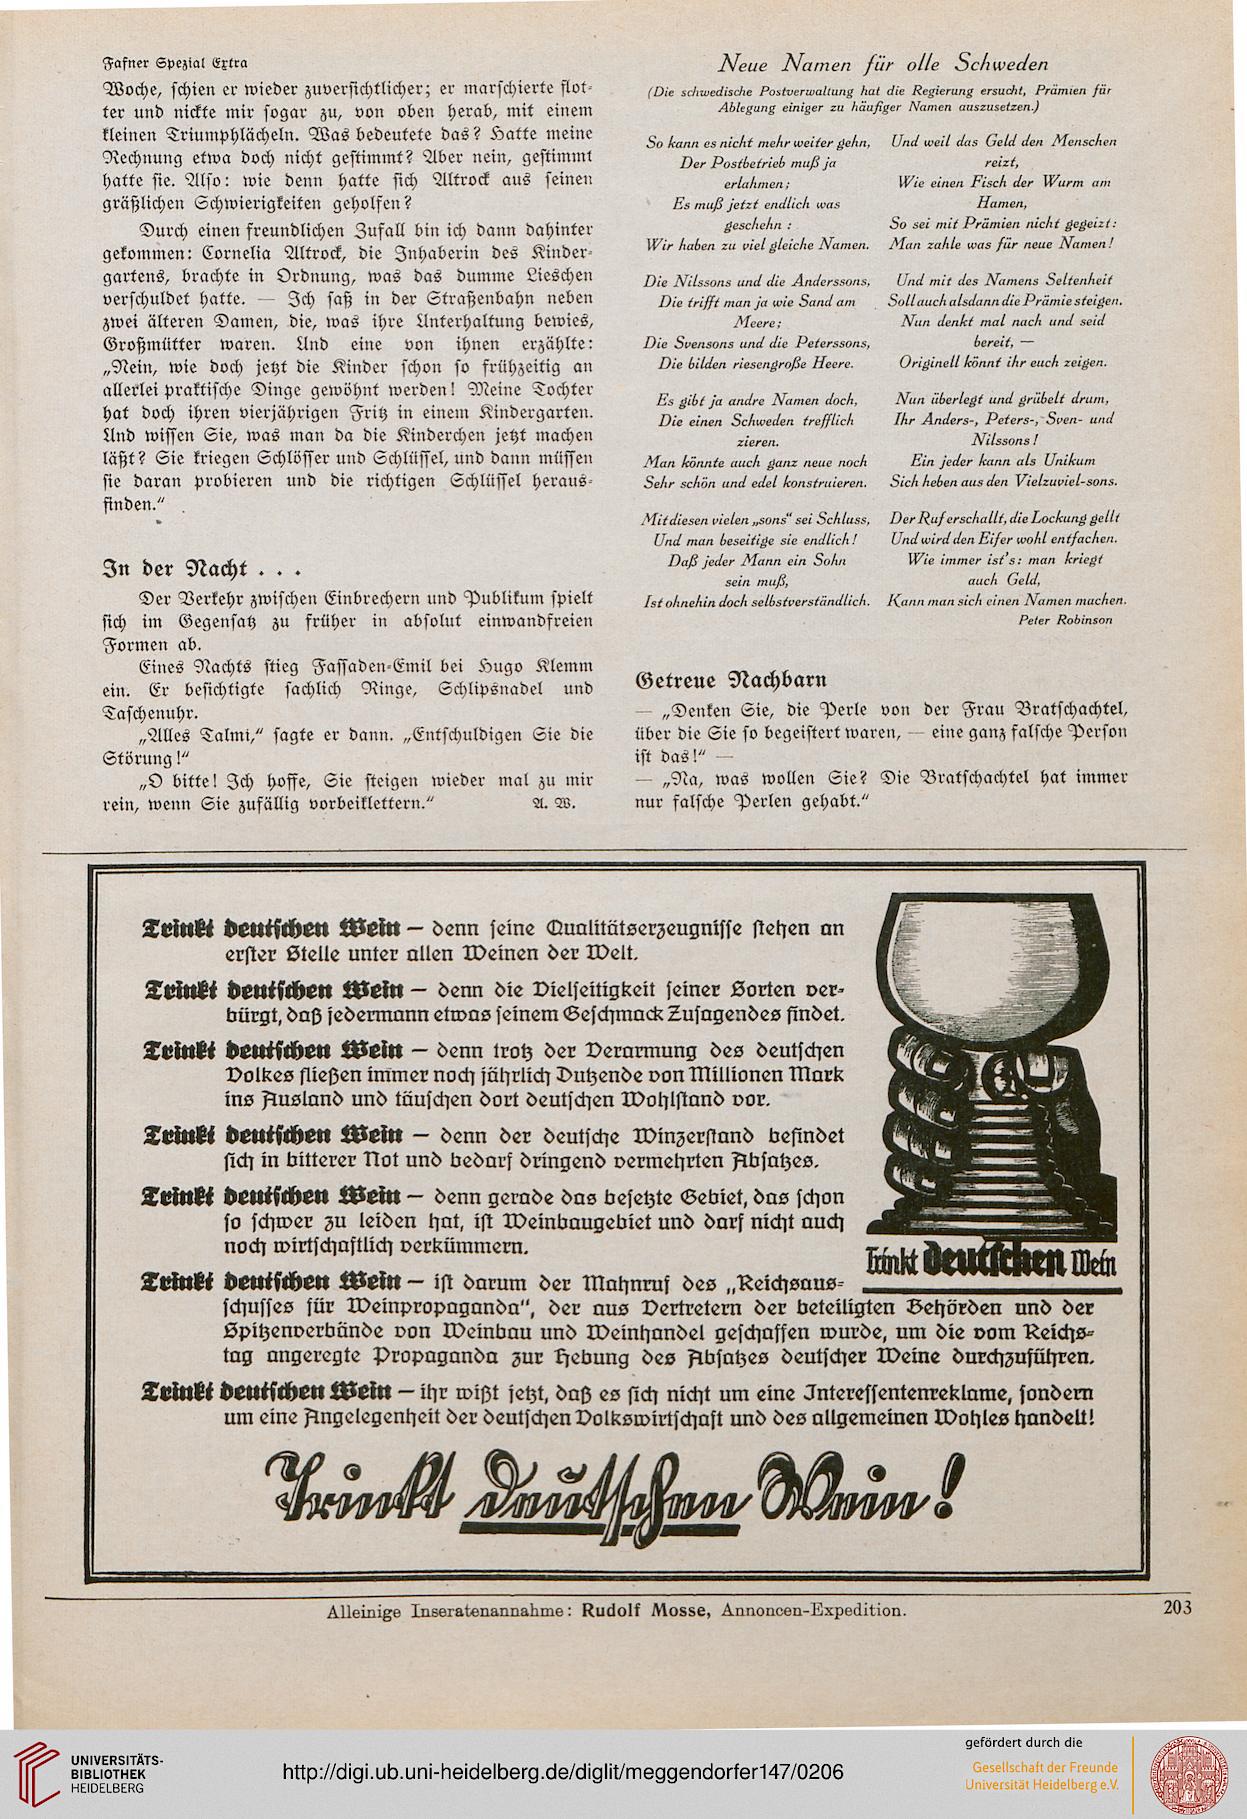 Fafner Spezial Extra
Woche, schien er wieder zuversichtlicher; er marschierte flot-
ter und nickte mir sogar zu, von oben herab, mit einem
kleinen Triumphlächeln. Was bedeutete das? Hatte meine
Rechnung etwa doch nicht gestimmt? Aber nein, gestimmt
hatte sie. Also: wie denn hatte sich Altrock aus seinen
gräßlichen Schwierigkeiten geholfen?
Durch einen freundlichen Zufall bin ich dann dahinter
gekommen: Cornelia Altrock, die Inhaberin des Kinder-
gartens, brachte in Ordnung, was das dumme Lieschen
verschuldet hatte. — Ich saß in der Straßenbahn neben
zwei älteren Damen, die, was ihre Unterhaltung bewies,
Großmütter waren. Und eine von ihnen erzählte:
„Nein, wie doch jetzt die Kinder schon so frühzeitig an
allerlei praktische Dinge gewöhnt werden! Meine Tochter
hat doch ihren vierjährigen Fritz in einem Kindergarten.
Und wissen Sie, was man da die Kinderchen jetzt machen
läßt? Sie kriegen Schlösser und Schlüssel, und dann müssen
sie daran probieren und die richtigen Schlüssel heraus-
finden.“
In der Nacht . . .
Der Verkehr zwischen Einbrechern und Publikum spielt
sich im Gegensatz zu früher in absolut einwandfreien
Formen ab.
Eines Nachts stieg Fassaden-Emil bei Hugo Klemm
ein. Er besichtigte sachlich Ringe, Schlipsnadel und
Taschenuhr.
„Alles Talmi,“ sagte er dann. „Entschuldigen Sie die
Störung!“
„O bitte! Ich hoffe, Sie steigen wieder mal zu mir
rein, wenn Sie zufällig vorbeiklettern.“ A. W.
Neue Namen für olle Schweden
(Die schwedische Postverwaltung hat die Regierung ersucht, Prämien für
Ablegung einiger zu häufiger Namen auszusetzen.)
So kann es nicht mehr weiter gehn,
Der Postbetrieb muß ja
erlahmen;
Es muß jetzt endlich was
geschehn:
Wir haben zu viel gleiche Namen.
Die Nilssons und die Anderssons,
Die trifft man ja wie Sand am
Meere;
Die Svensons und die Peterssons,
Die bilden riesengroße Heere.
Es gibt ja andre Namen doch,
Die einen Schweden trefflich
zieren.
Man könnte auch ganz neue noch
Sehr schön und edel konstruieren.
Mit diesen vielen „sons“ sei Schluss,
Und man beseitige sie endlich!
Daß jeder Mann ein Sohn
sein muß,
Ist ohnehin doch selbstverständlich.
Und weil das Geld den Menschen
reizt,
Wie einen Fisch der Wurm am
Hamen,
So sei mit Prämien nicht gegeizt:
Man zahle was für neue Namen!
Und mit des Namens Seltenheit
Soll auch alsdann die Prämie steigen.
Nun denkt mal nach und seid
bereit, —
Originell könnt ihr euch zeigen.
Nun überlegt und grübelt drum,
Ihr Anders-, Peters-, Sven- und
Nilssons!
Ein jeder kann als Unikum
Sich heben aus den Vielzuviel-sons.
Der Ruf erschallt, die Lockung gellt
Und wird den Eifer wohl entfachen.
Wie immer ist's: man kriegt
auch Geld,
Kann man sich einen Namen machen.
Peter Robinson
Getreue Nachbarn
— „Denken Sie, die Perle von der Frau Bratschachtel,
über die Sie so begeistert waren, — eine ganz falsche Person
ist das!“ —
— „Na, was wollen Sie? Die Bratschachtel hat immer
nur falsche Perlen gehabt.“
Trinkt deutschen Wein — denn seine Qualitätserzeugnisse stehen an
erster Stelle unter allen Weinen der Welt.
Trinkt deutschen Wein — denn die Vielseitigkeit seiner Sorten ver-
bürgt, daß jedermann etwas seinem Geschmack Zusagendes findet.
Trinkt deutschen Wein — denn trotz der Verarmung des deutschen
Volkes fließen immer noch jährlich Dutzende von Millionen Mark
ins Ausland und täuschen dort deutschen Wohlstand vor.
Trinkt deutschen Wein — denn der deutsche Winzerstand befindet
sich in bitterer Not und bedarf dringend vermehrten Absatzes.
Trinkt deutschen Wein — denn gerade das besetzte Gebiet, das schon
so schwer zu leiden hat, ist Weinbaugebiet und darf nicht auch
noch wirtschaftlich verkümmern.
Trinkt deutschen Wein
Trinkt deutschen Wein — ist darum der Mahnruf des „Reichsaus-
schusses für Weinpropaganda“, der aus Vertretern der beteiligten Behörden und der
Spitzenverbände von Weinbau und Weinhandel geschaffen wurde, um die vom Reichs-
tag angeregte Propaganda zur Hebung des Absatzes deutscher Weine durchzuführen.
Trinkt deutschen Wein — ihr wißt jetzt, daß es sich nicht um eine Interessentenreklame, sondern
um eine Angelegenheit der deutschen Volkswirtschaft und des allgemeinen Wohles handelt!
Trinkt deutschen Wein!
Alleinige Inseratenannahme: Rudolf Mosse, Annoncen-Expedition.
203
UNIVERSITÄTS-
BIBLIOTHEK
HEIDELBERG
http://digi.ub.uni-heidelberg.de/diglit/meggendorfer147/0206
gefördert durch die
Gesellschaft der Freunde
Universität Heidelberg e.V.